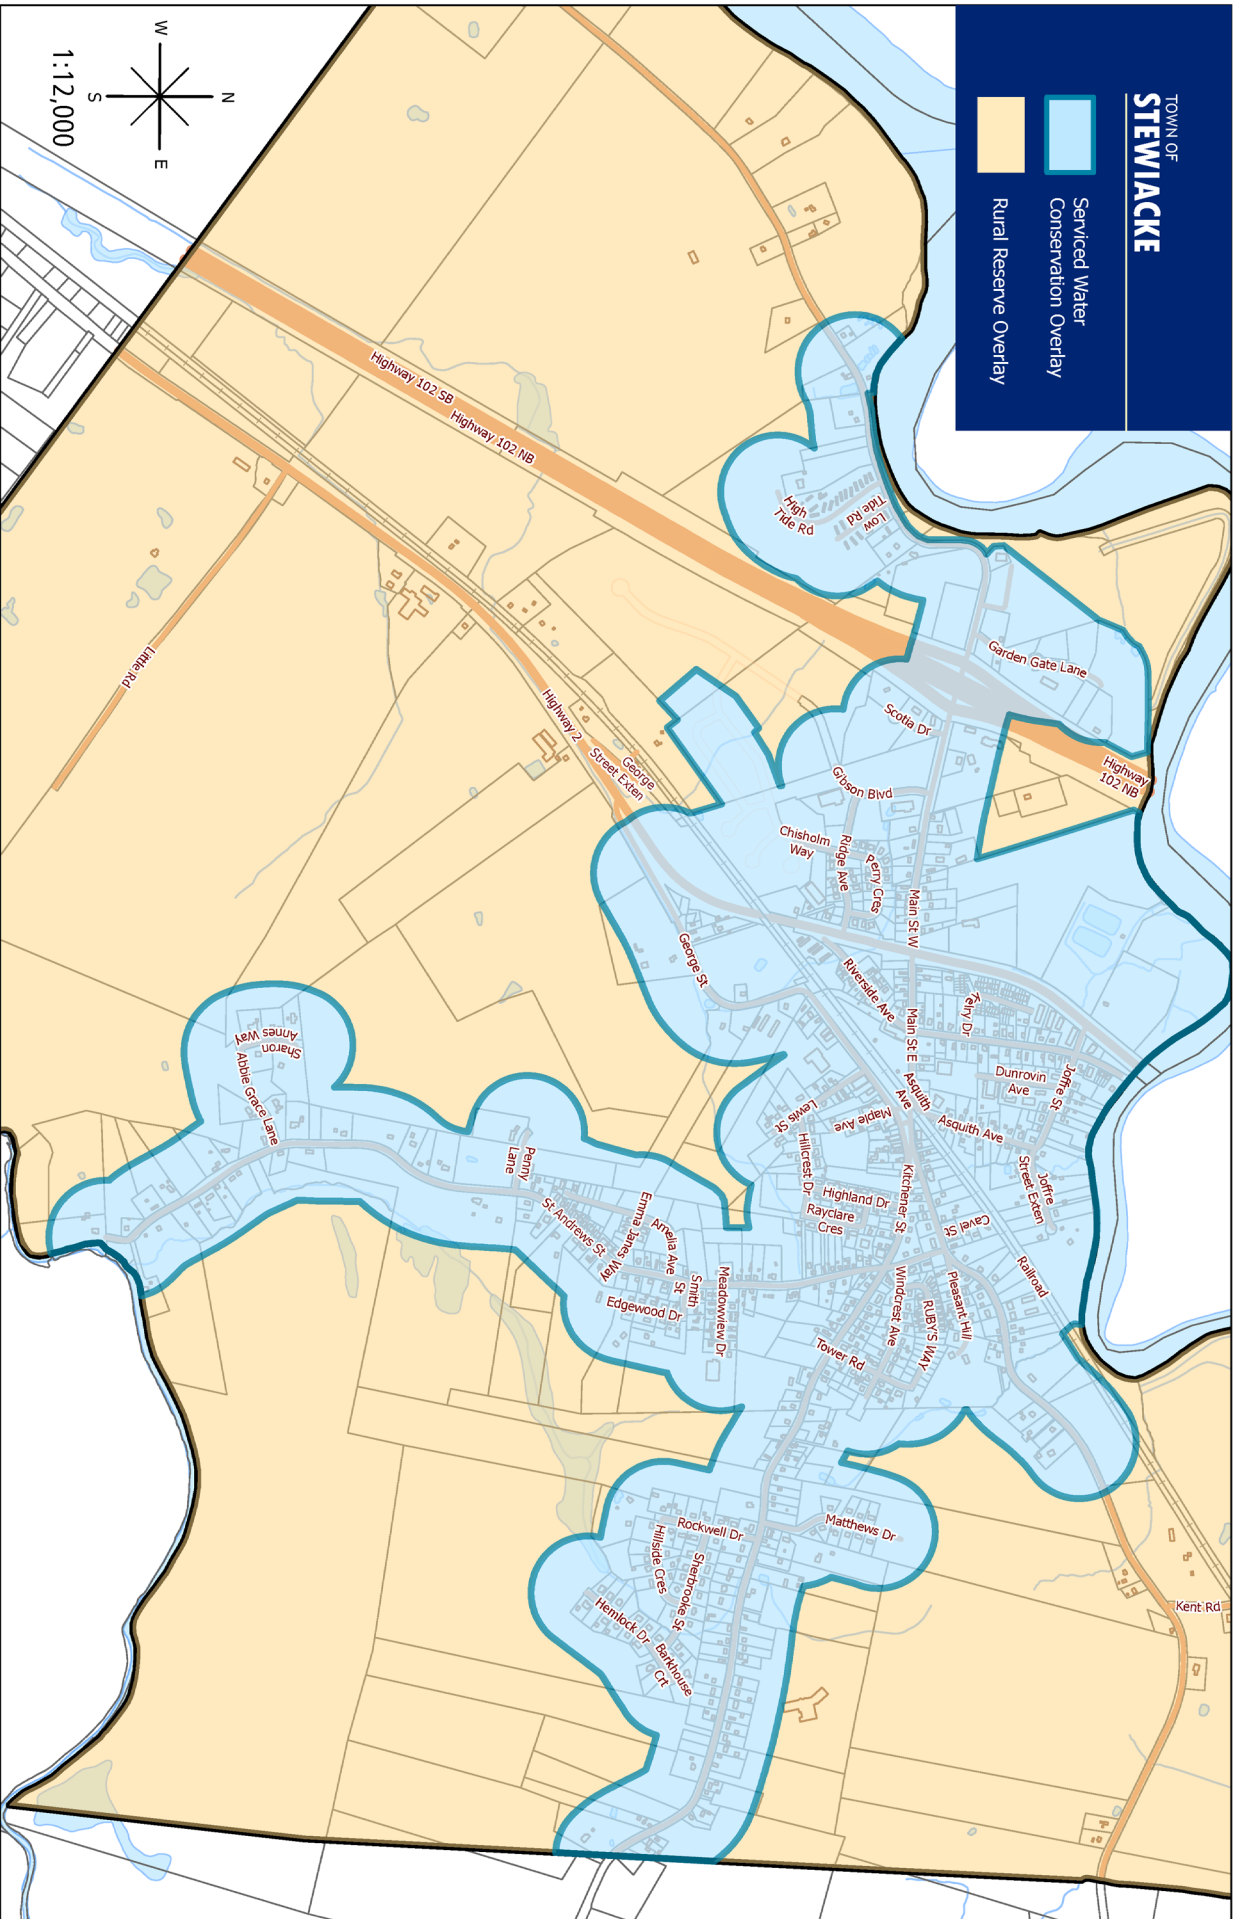 TOWN OF
STEWIACKE
Serviced Water
Conservation Overlay
Rural Reserve Overlay
N
W
E
S
1:12,000
Highway 102 SB
Highway 102 NB
High
Tide Rd
Low
Tide Rd
Garden Gate Lane
Highway
102 NB
Scotia Dr
Gibson Blvd
Chisholm
Way
Ridge Ave
Perry Cres
Main St W
Little Rd
Highway 2
George
Street Exten
George St
Riverside Ave
Main St E
Kelry Dr
Dunrovin
Ave
Joffre St
Asquith
Ave
Asquith Ave
Maple Ave
Lewis St
Hillcrest Dr
Highland Dr
Rayclare
Cres
Kitchener St
Joffre
Street Exten
Cavel St
Railroad
Sharon
Annes Way
Abbie Grace Lane
Penny
Lane
St Andrews St
Emma Janes Way
Amelia Ave
Smith
St
Meadowview Dr
Edgewood Dr
Windcrest Ave
RUBY'S WAY
Pleasant Hill
Tower Rd
Matthews Dr
Rockwell Dr
Hillside Cres
Sherbrooke St
Hemlock Dr
Barkhouse
Crt
Kent Rd